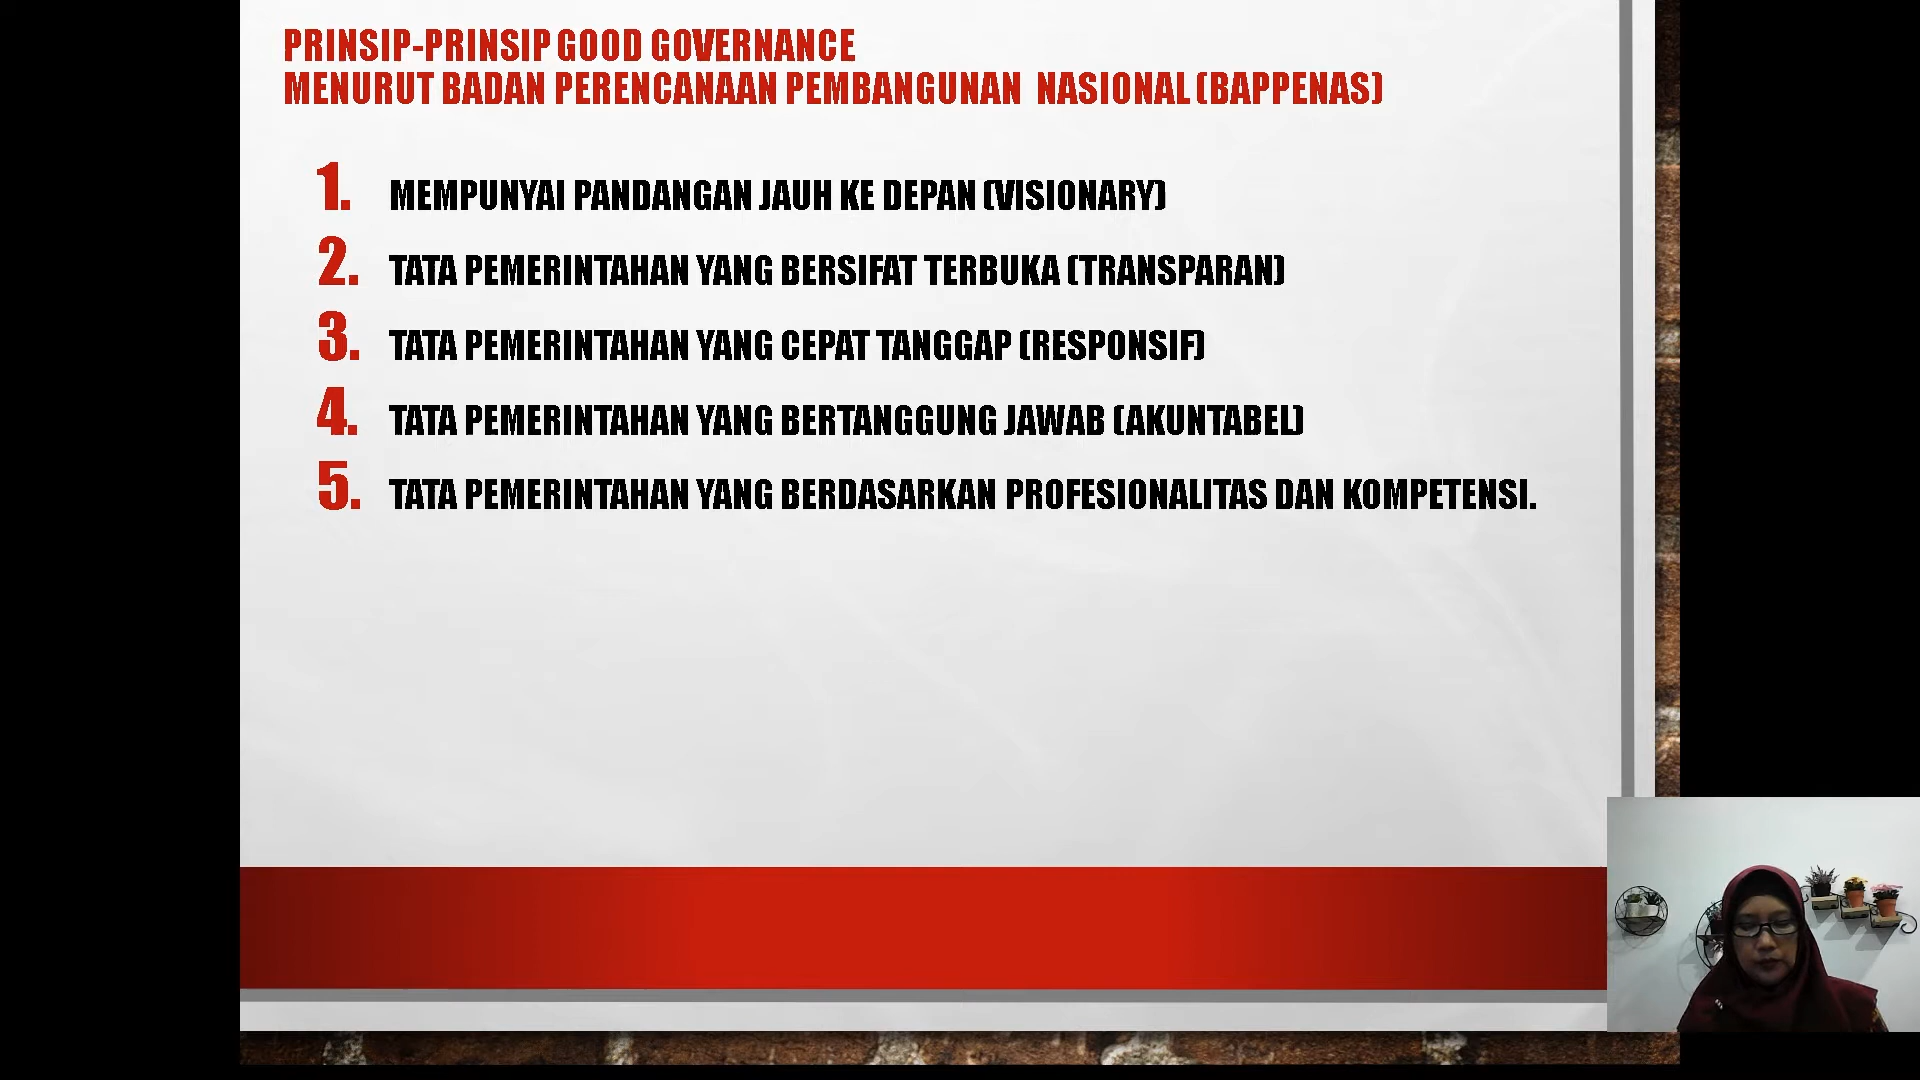 PRINSIP-PRINSIP GOOD GOVERNANCE
MENURUT BADAN PERENCANAAN PEMBANGUNAN NASIONAL (BAPPENAS)
1. MEMPUNYAI PANDANGAN JAUH KE DEPAN (VISIONARY)
2. TATA PEMERINTAHAN YANG BERSIFAT TERBUKA (TRANSPARAN)
3. TATA PEMERINTAHAN YANG CEPAT TANGGAP (RESPONSIF)
4. TATA PEMERINTAHAN YANG BERTANGGUNG JAWAB (AKUNTABEL)
5. TATA PEMERINTAHAN YANG BERDASARKAN PROFESIONALITAS DAN KOMPETENSI.